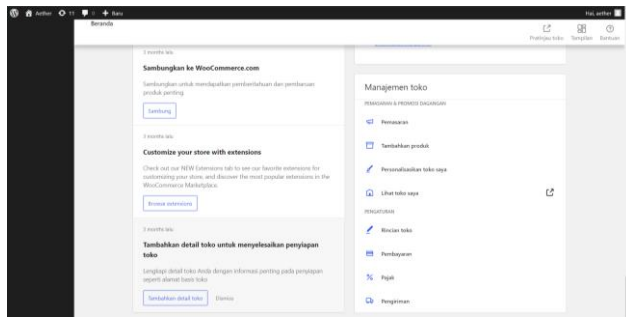 Aether 11 0 + Baru
Hai, aether
Beranda
Pratinjau toko Tampilan Bantuan
3 months lalu
Sambungkan ke WooCommerce.com
Sambungkan untuk mendapatkan pemberitahuan dan pembaruan
produk penting.
Sambung
3 months lalu
Customize your store with extensions
Check out our NEW Extensions tab to see our favorite extensions for
customizing your store, and discover the most popular extensions in the
WooCommerce Marketplace.
Browse extensions
3 months lalu
Tambahkan detail toko untuk menyelesaikan penyiapan
toko
Lengkapi detail toko Anda dengan informasi penting pada penyiapan
seperti alamat basis toko.
Tambahkan detail toko Dismiss
Manajemen toko
PEMASARAN & PROMOSI DAGANGAN
Pemasaran
Tambahkan produk
Personalisasikan toko saya
Lihat toko saya
PENGATURAN
Rincian toko
Pembayaran
Pajak
Pengiriman